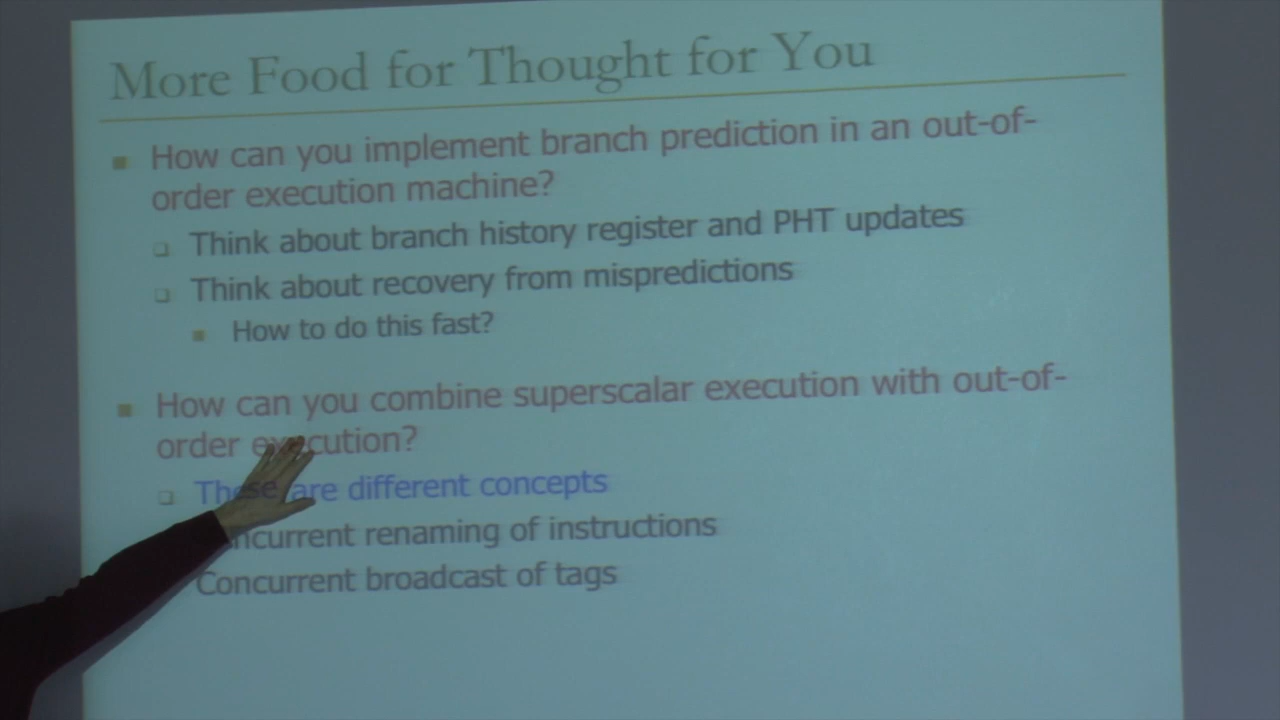 More Food for Thought for You
How can you implement branch prediction in an out-of-
order execution machine?
Think about branch history register and PHT updates
Think about recovery from mispredictions
How to do this fast?
How can you combine superscalar execution with out-of-
order execution?
These are different concepts
Concurrent renaming of instructions
Concurrent broadcast of tags